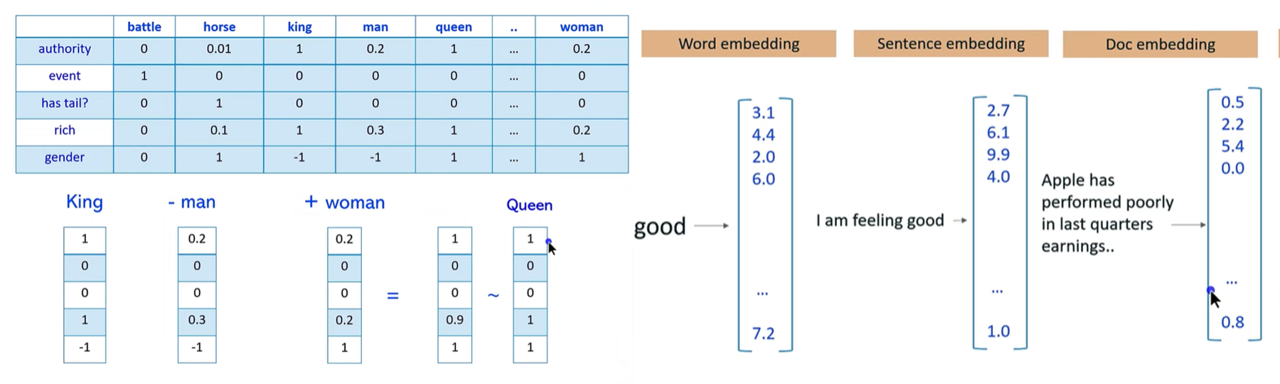 battle horse king man queen .. woman
authority 0 0.01 1 0.2 1 ... 0.2
event 1 0 0 0 0 ... 0
has tail? 0 1 0 0 0 ... 0
rich 0 0.1 1 0.3 1 ... 0.2
gender 0 1 -1 -1 1 ... 1
King - man + woman Queen
1 0.2 0.2 1 1
0 0 0 0 0
0 0 0 = 0 ~ 0
1 0.3 0.2 0.9 1
-1 -1 1 1 1
Word embedding
good
3.1
4.4
2.0
6.0
...
7.2
Sentence embedding
I am feeling good
2.7
6.1
9.9
4.0
...
1.0
Doc embedding
Apple has
performed poorly
in last quarters
earnings..
0.5
2.2
5.4
0.0
...
0.8